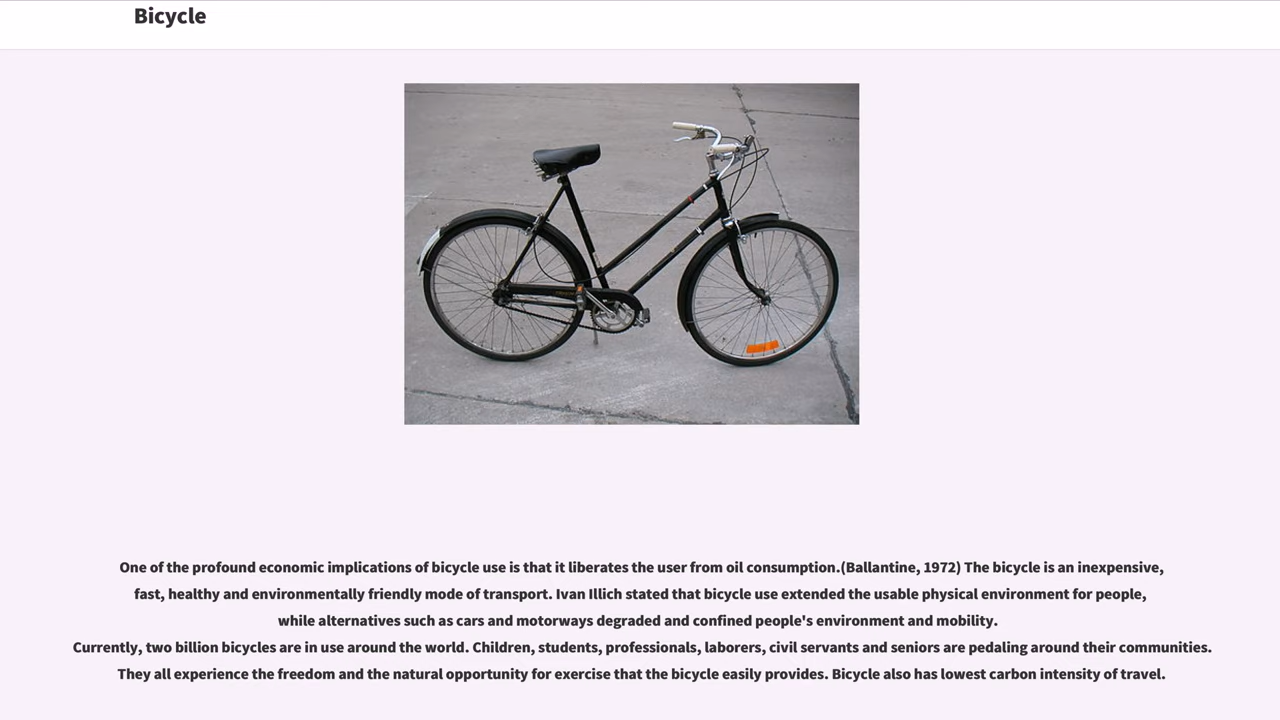 Bicycle
One of the profound economic implications of bicycle use is that it liberates the user from oil consumption.(Ballantine, 1972) The bicycle is an inexpensive,
fast, healthy and environmentally friendly mode of transport. Ivan Illich stated that bicycle use extended the usable physical environment for people,
while alternatives such as cars and motorways degraded and confined people's environment and mobility.
Currently, two billion bicycles are in use around the world. Children, students, professionals, laborers, civil servants and seniors are pedaling around their communities.
They all experience the freedom and the natural opportunity for exercise that the bicycle easily provides. Bicycle also has lowest carbon intensity of travel.